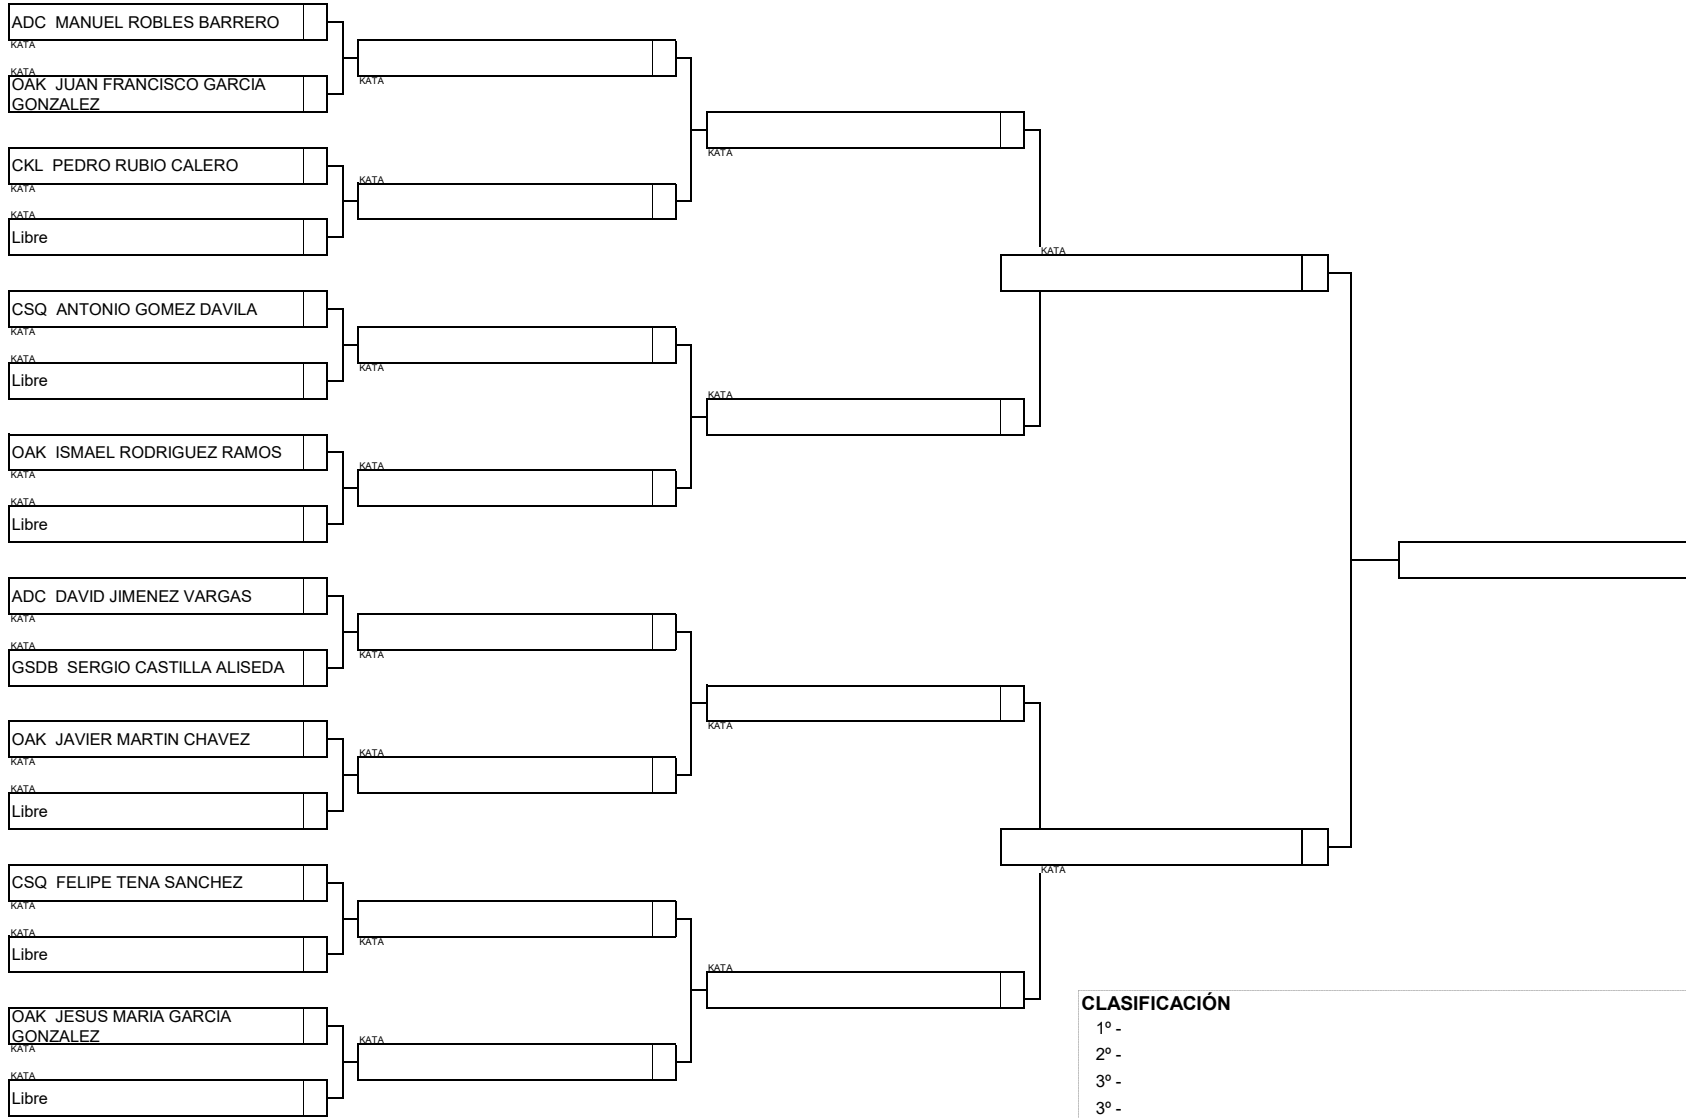 ADC  MANUEL ROBLES BARRERO
KATA
KATA
OAK  JUAN FRANCISCO GARCIA
GONZALEZ
CKL  PEDRO RUBIO CALERO
KATA
KATA
Libre
CSQ  ANTONIO GOMEZ DAVILA
KATA
KATA
Libre
OAK  ISMAEL RODRIGUEZ RAMOS
KATA
KATA
Libre
ADC  DAVID JIMENEZ VARGAS
KATA
KATA
GSDB  SERGIO CASTILLA ALISEDA
OAK  JAVIER MARTIN CHAVEZ
KATA
KATA
Libre
CSQ  FELIPE TENA SANCHEZ
KATA
KATA
Libre
OAK  JESUS MARIA GARCIA
GONZALEZ
KATA
KATA
Libre
KATA
KATA
KATA
KATA
KATA
KATA
KATA
KATA
KATA
KATA
KATA
KATA
KATA
KATA
CLASIFICACIÓN
1º -
2º -
3º -
3º -